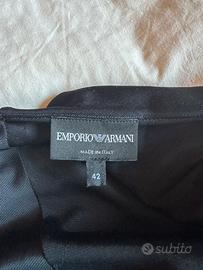 EMPORIO ARMANI
MADE IN ITALY
42
subito